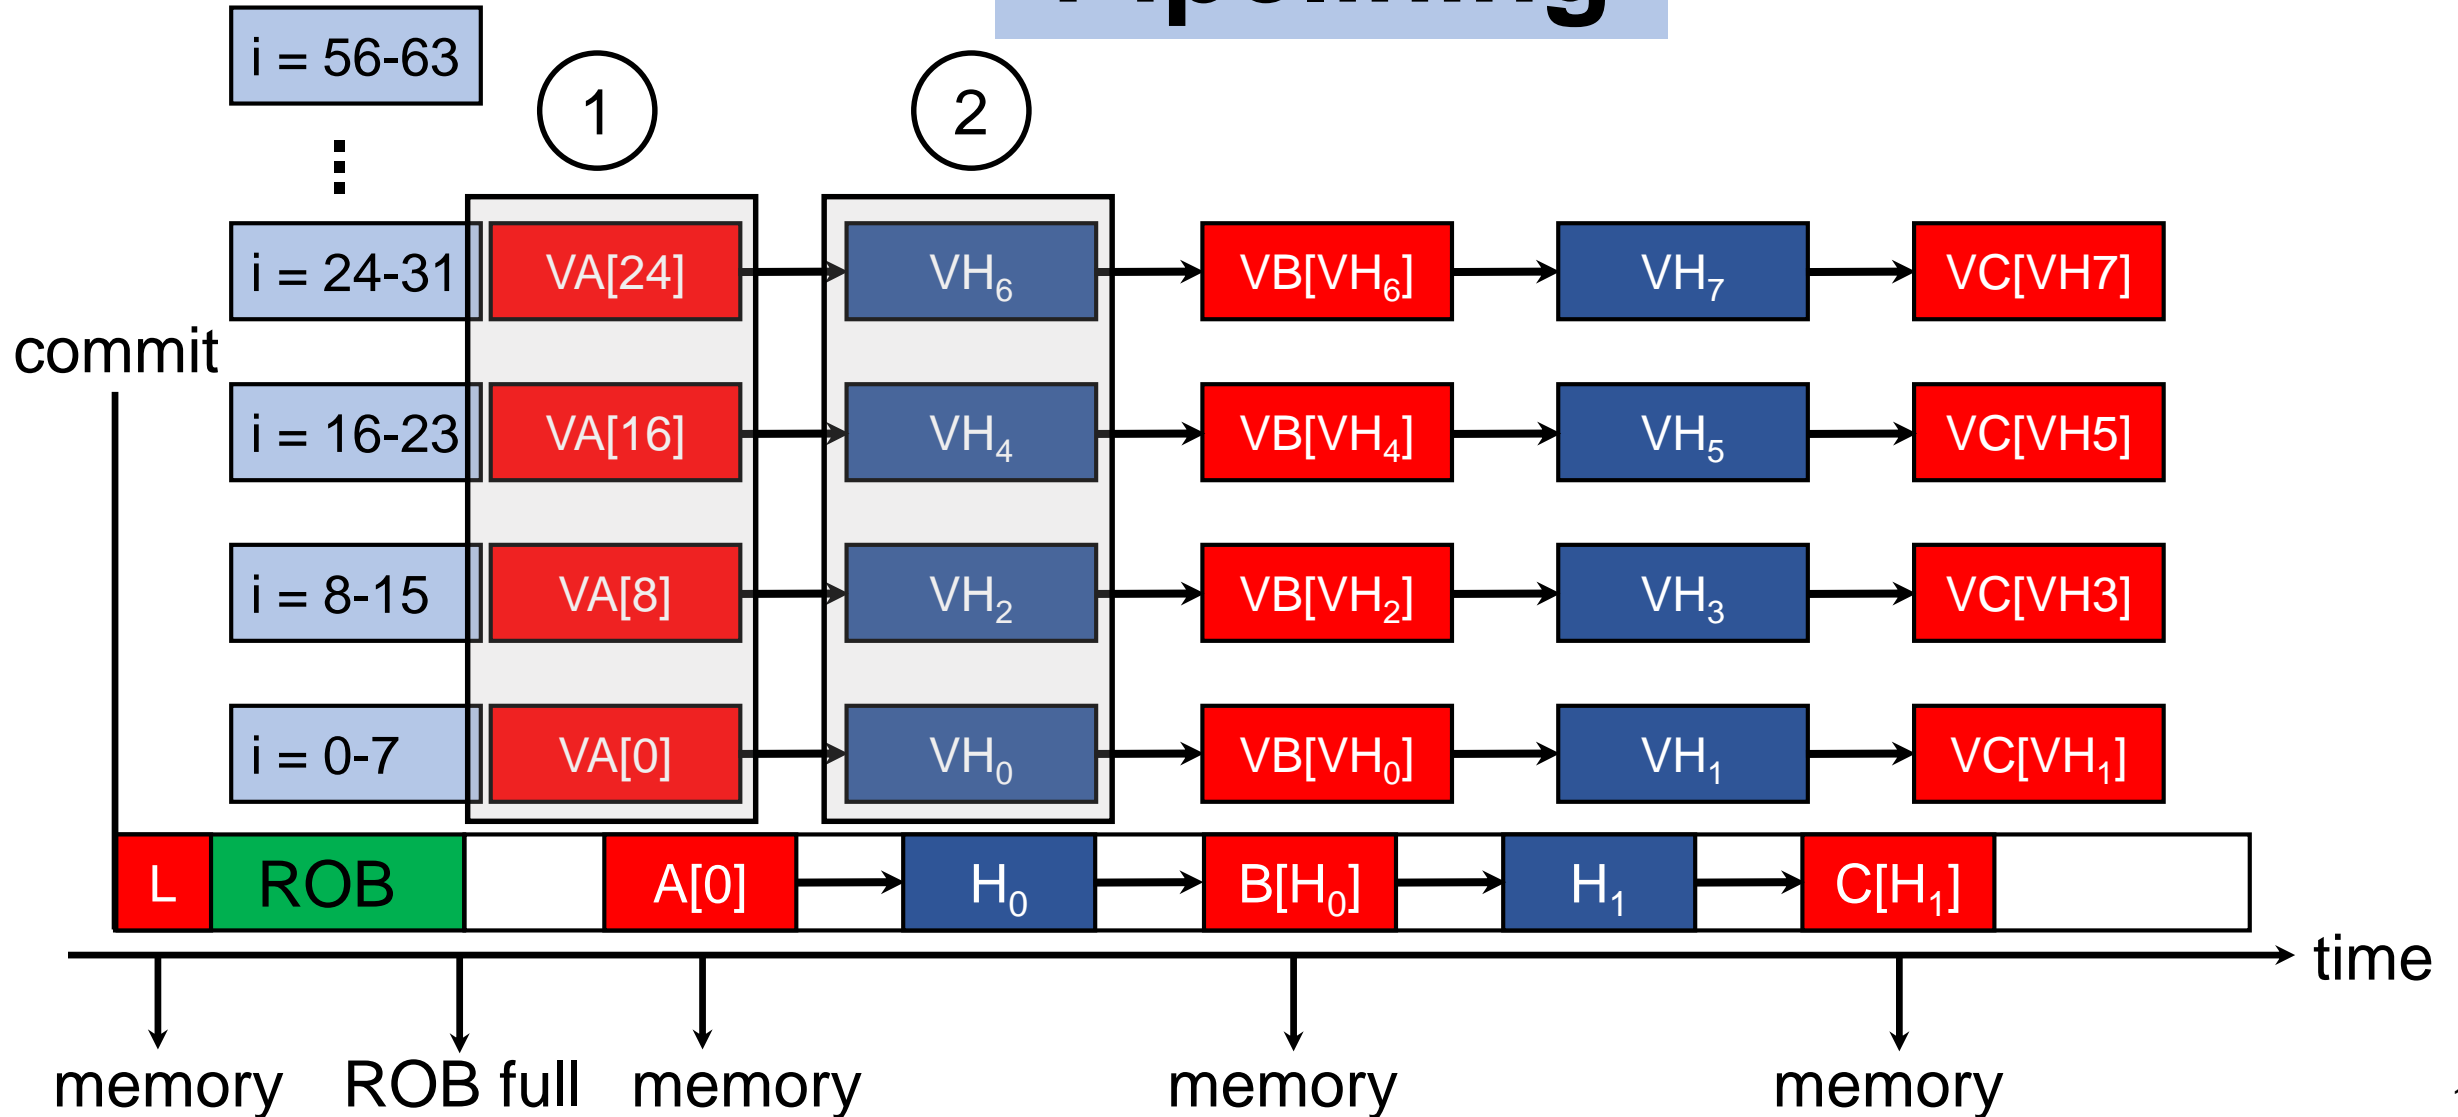 Pipelining
i = 56-63
1
2
i = 24-31 VA[24] VH₆ VB[VH₆] VH₇ VC[VH7]
commit
i = 16-23 VA[16] VH₄ VB[VH₄] VH₅ VC[VH5]
i = 8-15 VA[8] VH₂ VB[VH₂] VH₃ VC[VH3]
i = 0-7 VA[0] VH₀ VB[VH₀] VH₁ VC[VH₁]
L ROB A[0] H₀ B[H₀] H₁ C[H₁]
time
memory ROB full memory memory memory